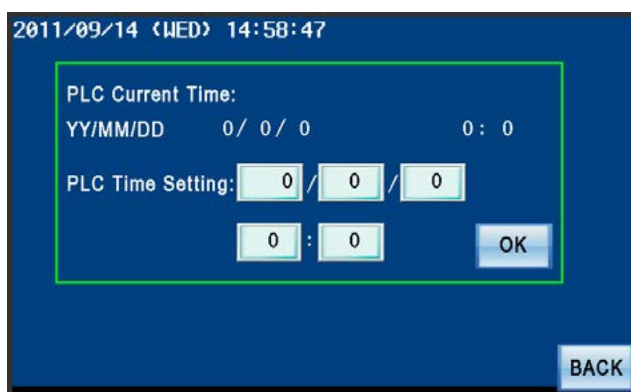 2011/09/14 (WED) 14:58:47
PLC Current Time:
YY/MM/DD 0/ 0/ 0 0: 0
PLC Time Setting: 0 / 0 / 0
0 : 0 OK
BACK